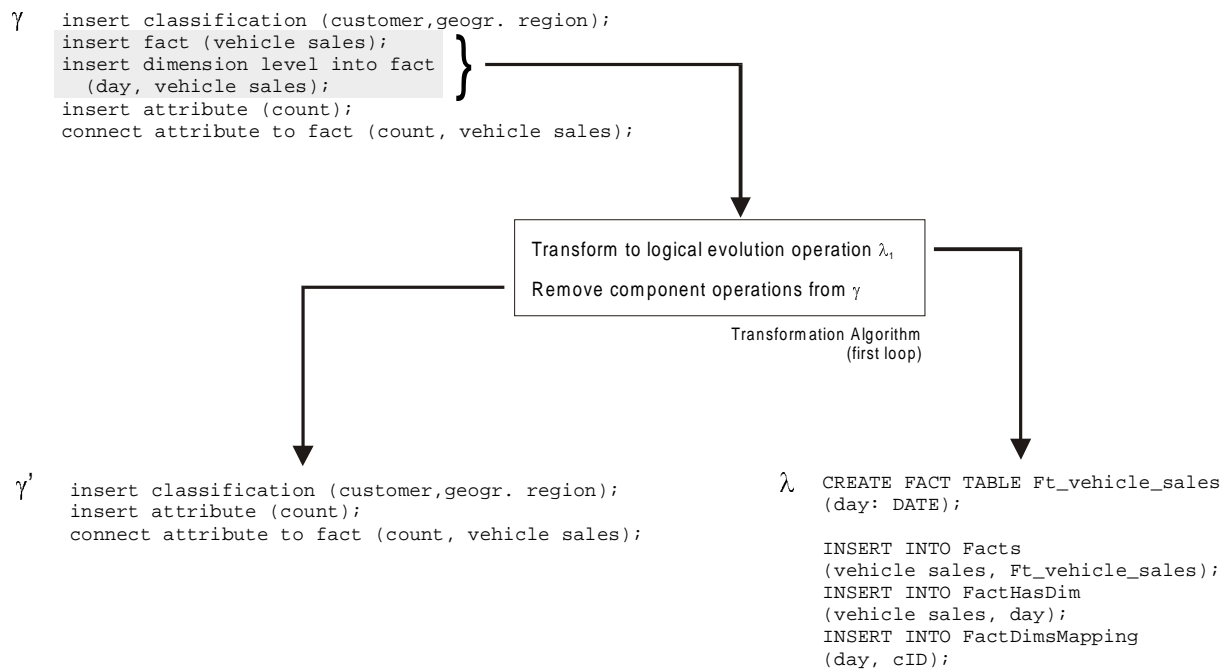 γ insert classification (customer,geogr. region);
insert fact (vehicle sales);
insert dimension level into fact
(day, vehicle sales);
insert attribute (count);
connect attribute to fact (count, vehicle sales);
Transform to logical evolution operation λ₁
Remove component operations from γ
Transformation Algorithm
(first loop)
γ’ insert classification (customer,geogr. region);
insert attribute (count);
connect attribute to fact (count, vehicle sales);
λ CREATE FACT TABLE Ft_vehicle_sales
(day: DATE);
INSERT INTO Facts
(vehicle sales, Ft_vehicle_sales);
INSERT INTO FactHasDim
(vehicle sales, day);
INSERT INTO FactDimsMapping
(day, cID);